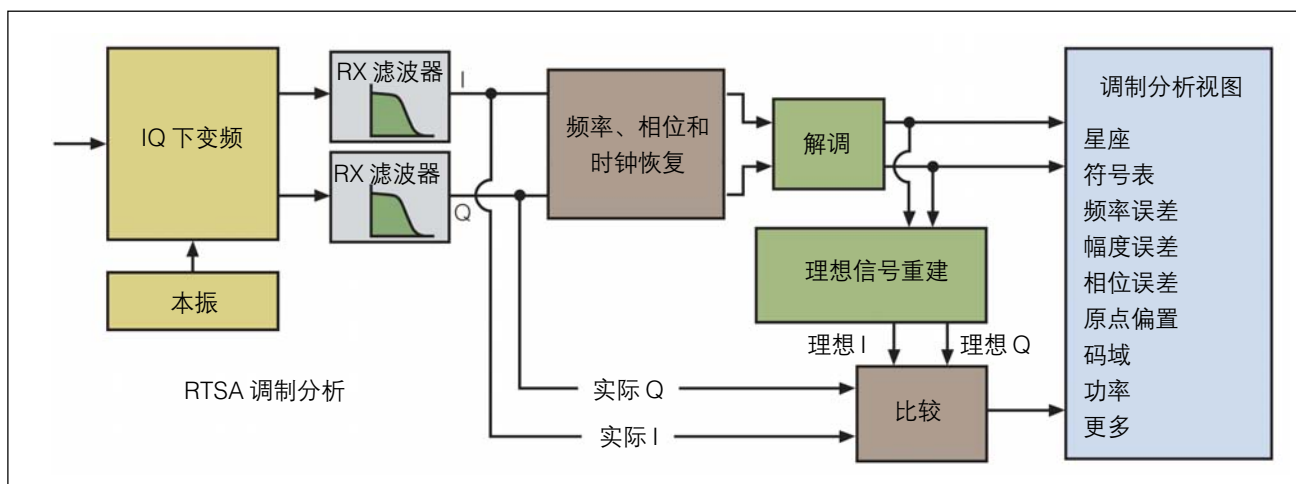 IQ 下变频
本振
RX 滤波器
I
RX 滤波器
Q
频率、相位和
时钟恢复
解调
理想信号重建
理想 I
理想 Q
实际 Q
实际 I
比较
RTSA 调制分析
调制分析视图
星座
符号表
频率误差
幅度误差
相位误差
原点偏置
码域
功率
更多